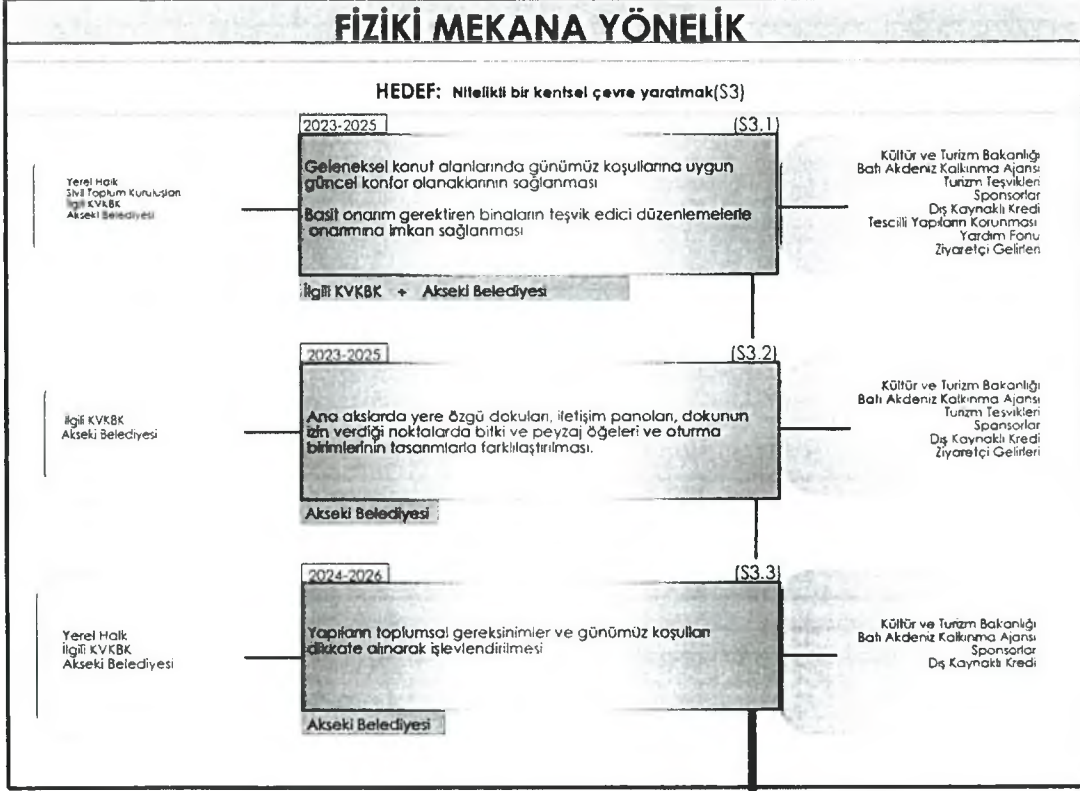 FİZİKİ MEKANA YÖNELİK
HEDEF: Nitelikli bir kentsel çevre yaratmak(S3)
2023-2025
(S3.1)
Yerel Halk
Sivil Toplum Kuruluşları
İlgili KVKBK
Akseki Belediyesi
Geleneksel konut alanlarında günümüz koşullarına uygun
güncel konfor olanaklarının sağlanması
Basit onarım gerektiren binaların teşvik edici düzenlemelerle
onarımına imkan sağlanması
İlgili KVKBK + Akseki Belediyesi
Kültür ve Turizm Bakanlığı
Batı Akdeniz Kalkınma Ajansı
Turizm Teşvikleri
Sponsorlar
Dış Kaynaklı Kredi
Tescilli Yapıların Korunması
Yardım Fonu
Ziyaretçi Gelirleri
2023-2025
(S3.2)
İlgili KVKBK
Akseki Belediyesi
Ana akslarda yere özgü dokuları, iletişim panoları, dokunun
izin verdiği noktalarda bitki ve peyzaj öğeleri ve oturma
birimlerinin tasarımlarla farklılaştırılması.
Akseki Belediyesi
Kültür ve Turizm Bakanlığı
Batı Akdeniz Kalkınma Ajansı
Turizm Teşvikleri
Sponsorlar
Dış Kaynaklı Kredi
Ziyaretçi Gelirleri
2024-2026
(S3.3)
Yerel Halk
İlgili KVKBK
Akseki Belediyesi
Yapıların toplumsal gereksinimler ve günümüz koşulları
dikkate alınarak işlevlendirilmesi
Akseki Belediyesi
Kültür ve Turizm Bakanlığı
Batı Akdeniz Kalkınma Ajansı
Sponsorlar
Dış Kaynaklı Kredi